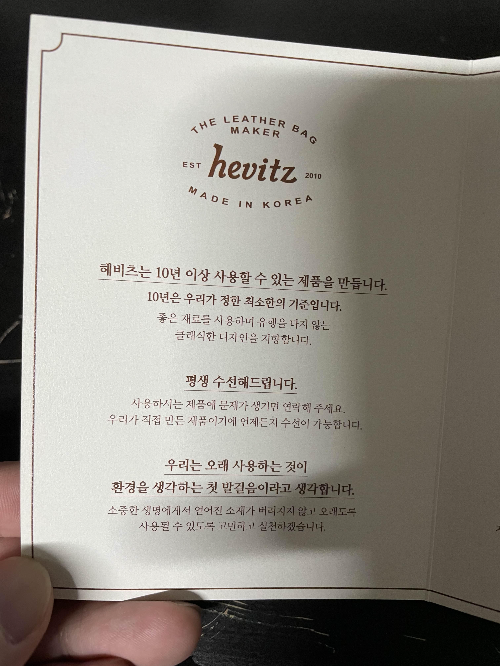 THE LEATHER BAG
MAKER
EST hevitz 2010
MADE IN KOREA
헤비츠는 10년 이상 사용할 수 있는 제품을 만듭니다.
10년은 우리가 정한 최소한의 기준입니다.
좋은 재료를 사용하며 유행을 타지 않는
클래식한 디자인을 지향합니다.
평생 수선해드립니다.
사용하시는 제품에 문제가 생기면 연락해 주세요.
우리가 직접 만든 제품이기에 언제든지 수선이 가능합니다.
우리는 오래 사용하는 것이
환경을 생각하는 첫 발걸음이라고 생각합니다.
소중한 생명에게서 얻어진 소재가 버려지지 않고 오래도록
사용될 수 있도록 고민하고 실천하겠습니다.